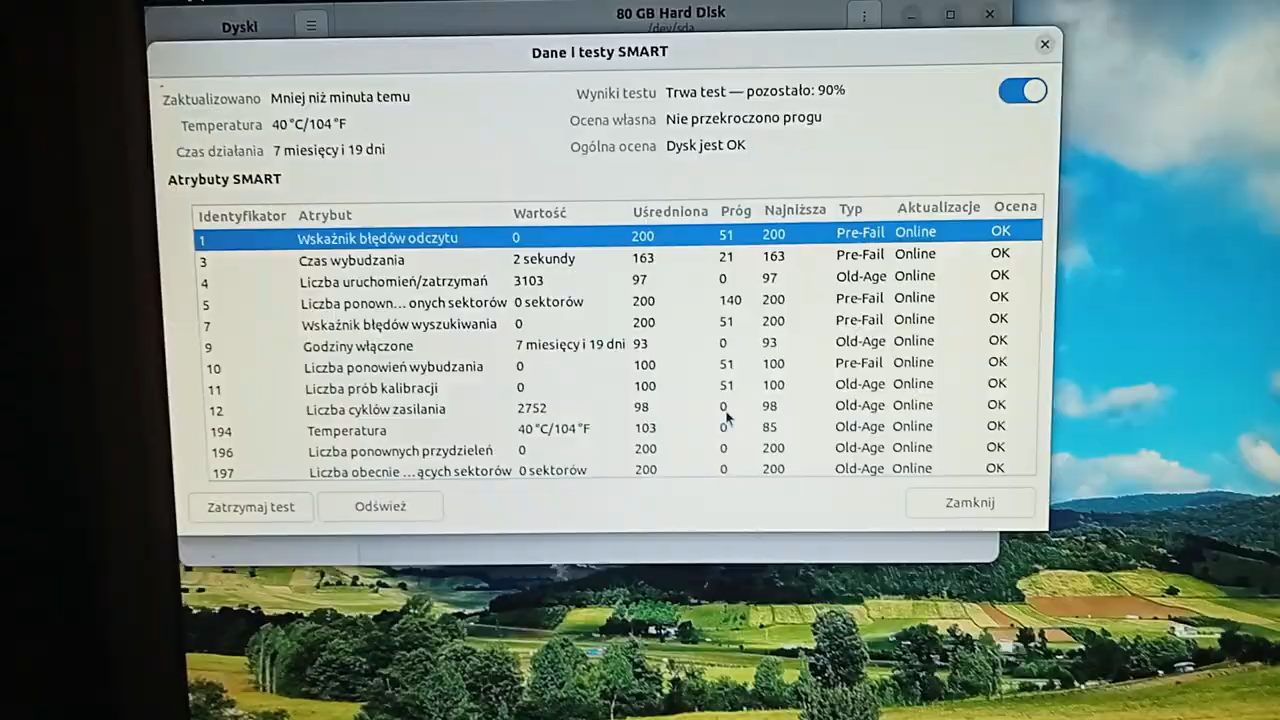 Dyski
80 GB Hard Disk
/dev/sda
Dane i testy SMART
Zaktualizowano Mniej niż minuta temu
Temperatura 40 °C/104 °F
Czas działania 7 miesięcy i 19 dni
Wyniki testu Trwa test — pozostało: 90%
Ocena własna Nie przekroczono progu
Ogólna ocena Dysk jest OK
Atrybuty SMART
Identyfikator Atrybut Wartość Uśredniona Próg Najniższa Typ Aktualizacje Ocena
1 Wskaźnik błędów odczytu 0 200 51 200 Pre-Fail Online OK
3 Czas wybudzania 2 sekundy 163 21 163 Pre-Fail Online OK
4 Liczba uruchomień/zatrzymań 3103 97 0 97 Old-Age Online OK
5 Liczba ponown… onych sektorów 0 sektorów 200 140 200 Pre-Fail Online OK
7 Wskaźnik błędów wyszukiwania 0 200 51 200 Pre-Fail Online OK
9 Godziny włączone 7 miesięcy i 19 dni 93 0 93 Old-Age Online OK
10 Liczba ponowień wybudzania 0 100 51 100 Pre-Fail Online OK
11 Liczba prób kalibracji 0 100 51 100 Old-Age Online OK
12 Liczba cyklów zasilania 2752 98 0 98 Old-Age Online OK
194 Temperatura 40 °C/104 °F 103 0 85 Old-Age Online OK
196 Liczba ponownych przydzieleń 0 200 0 200 Old-Age Online OK
197 Liczba obecnie …ących sektorów 0 sektorów 200 0 200 Old-Age Online OK
Zatrzymaj test Odśwież Zamknij